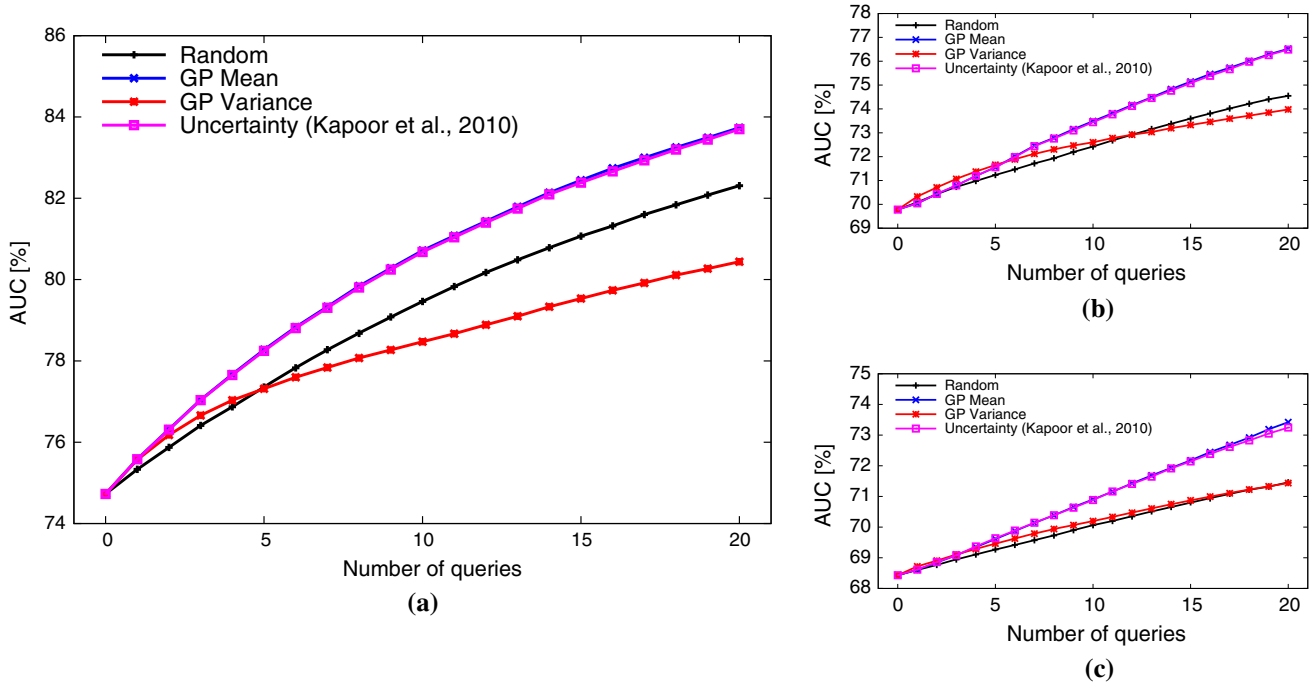 86
84
82
80
78
76
74
0
5
10
15
20
AUC [%]
Number of queries
Random
GP Mean
GP Variance
Uncertainty (Kapoor et al., 2010)
(a)
78
77
76
75
74
73
72
71
70
69
0
5
10
15
20
AUC [%]
Number of queries
Random
GP Mean
GP Variance
Uncertainty (Kapoor et al., 2010)
(b)
75
74
73
72
71
70
69
68
0
5
10
15
20
AUC [%]
Number of queries
Random
GP Mean
GP Variance
Uncertainty (Kapoor et al., 2010)
(c)